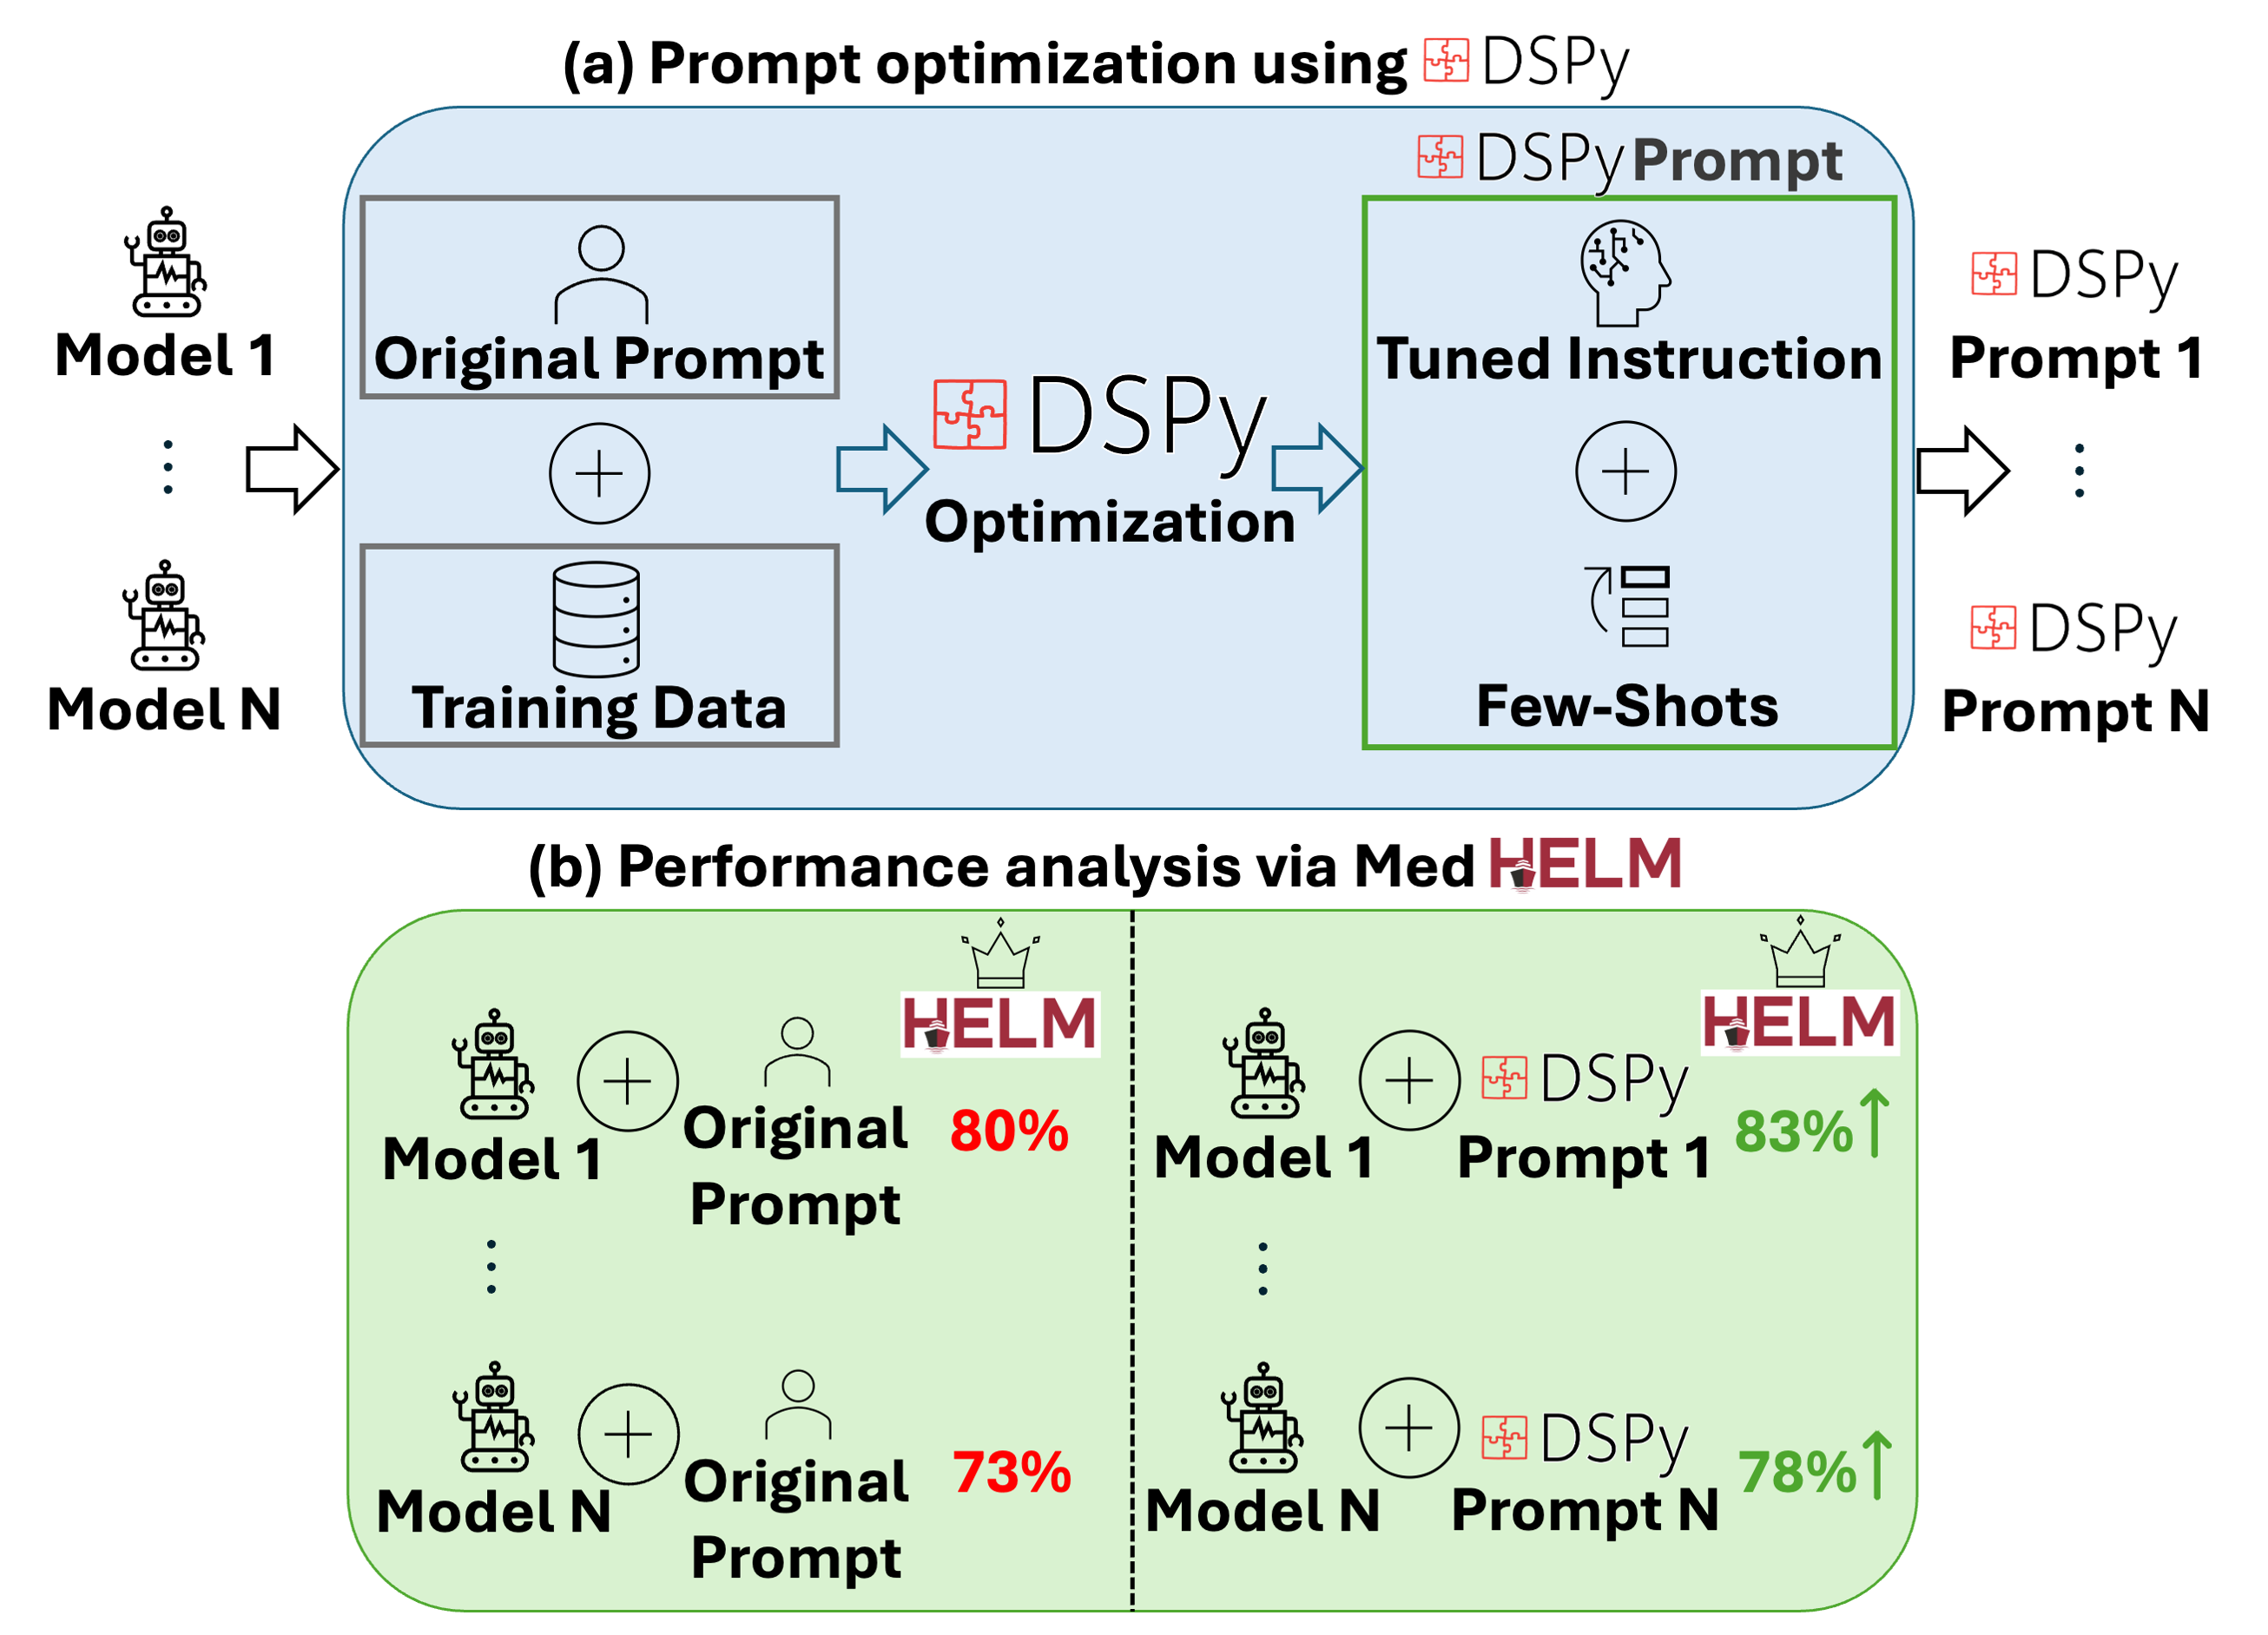 (a) Prompt optimization using DSPy
DSPy Prompt
Model 1
Model N
Original Prompt
Training Data
DSPy
Optimization
Tuned Instruction
Few-Shots
DSPy
Prompt 1
DSPy
Prompt N
(b) Performance analysis via Med HELM
HELM
Model 1
Original
Prompt
80%
Model N
Original
Prompt
73%
HELM
Model 1
DSPy
Prompt 1
83%
Model N
DSPy
Prompt N
78%